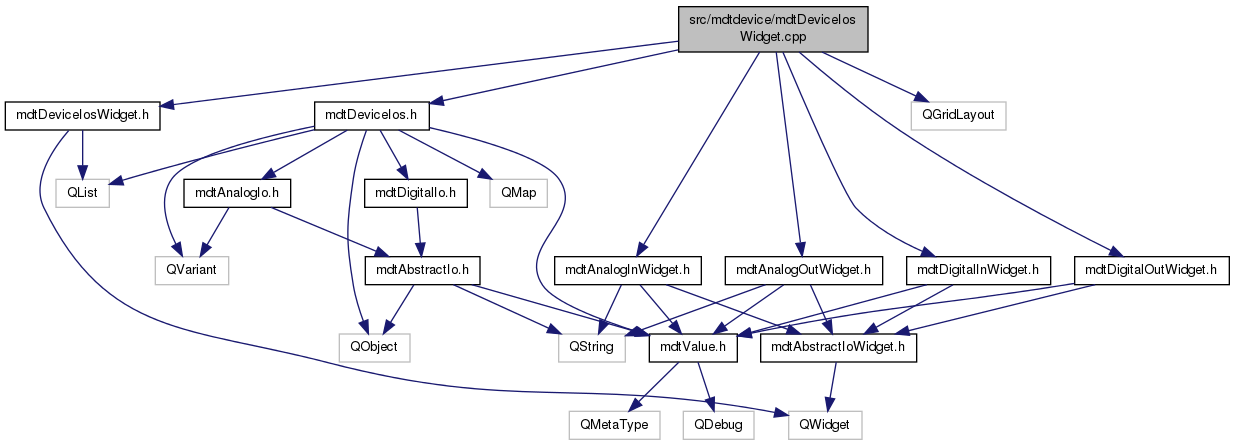 src/mdtdevice/mdtDeviceIos
Widget.cpp
mdtDeviceIosWidget.h
mdtDeviceIos.h
QGridLayout
QList
mdtAnalogIo.h
mdtDigitalIo.h
QMap
QVariant
mdtAbstractIo.h
mdtAnalogInWidget.h
mdtAnalogOutWidget.h
mdtDigitalInWidget.h
mdtDigitalOutWidget.h
QObject
QString
mdtValue.h
mdtAbstractIoWidget.h
QMetaType
QDebug
QWidget